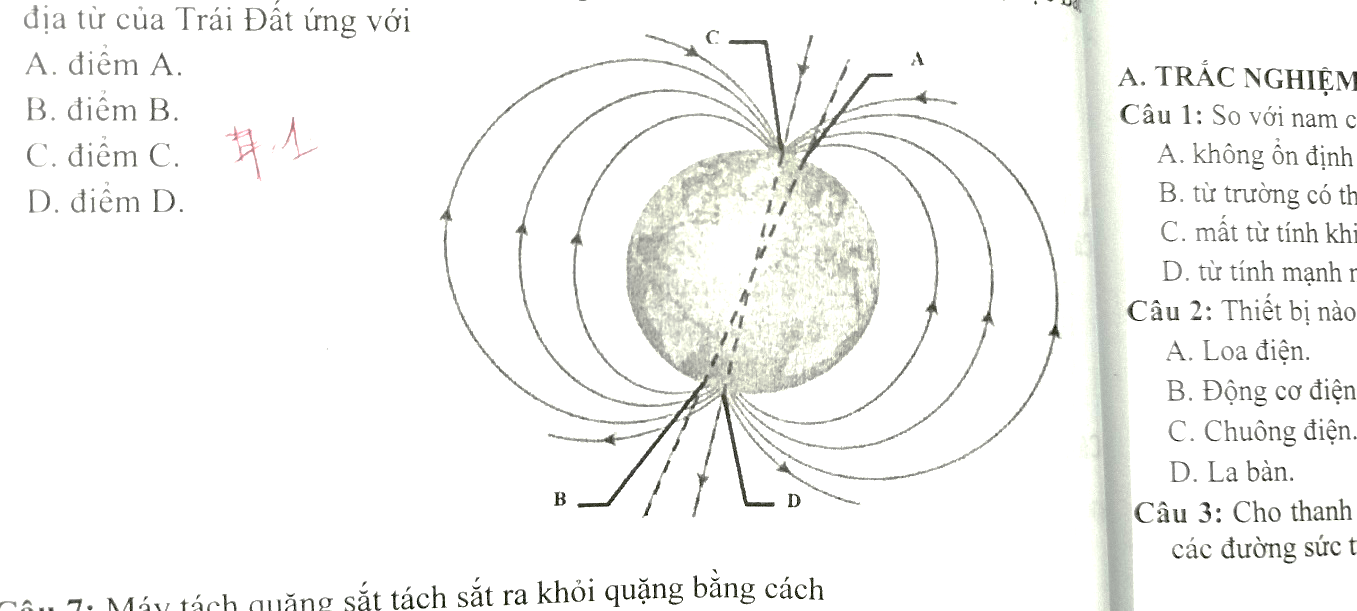 địa từ của Trái Đất ứng với
A. điểm A.
B. điểm B.
C. điểm C.
D. điểm D.
C
A
B
D
Câu 7: Máy tách quặng sắt tách sắt ra khỏi quặng bằng cách
A. TRẮC NGHIỆM
Câu 1: So với nam c
A. không ổn định
B. từ trường có th
C. mất từ tính khi
D. từ tính mạnh
Câu 2: Thiết bị nào
A. Loa điện.
B. Động cơ điện
C. Chuông điện.
D. La bàn.
Câu 3: Cho thanh
các đường sức t